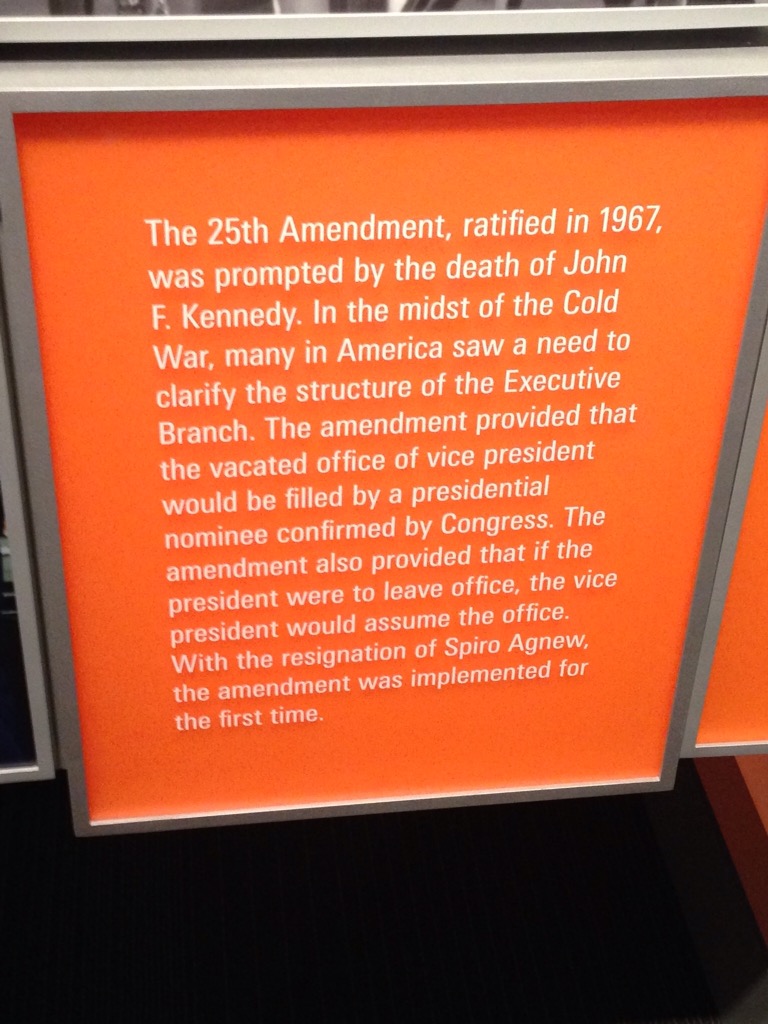 The 25th Amendment, ratified in 1967,
was prompted by the death of John
F. Kennedy. In the midst of the Cold
War, many in America saw a need to
clarify the structure of the Executive
Branch. The amendment provided that
the vacated office of vice president
would be filled by a presidential
nominee confirmed by Congress. The
amendment also provided that if the
president were to leave office, the vice
president would assume the office.
With the resignation of Spiro Agnew,
the amendment was implemented for
the first time.